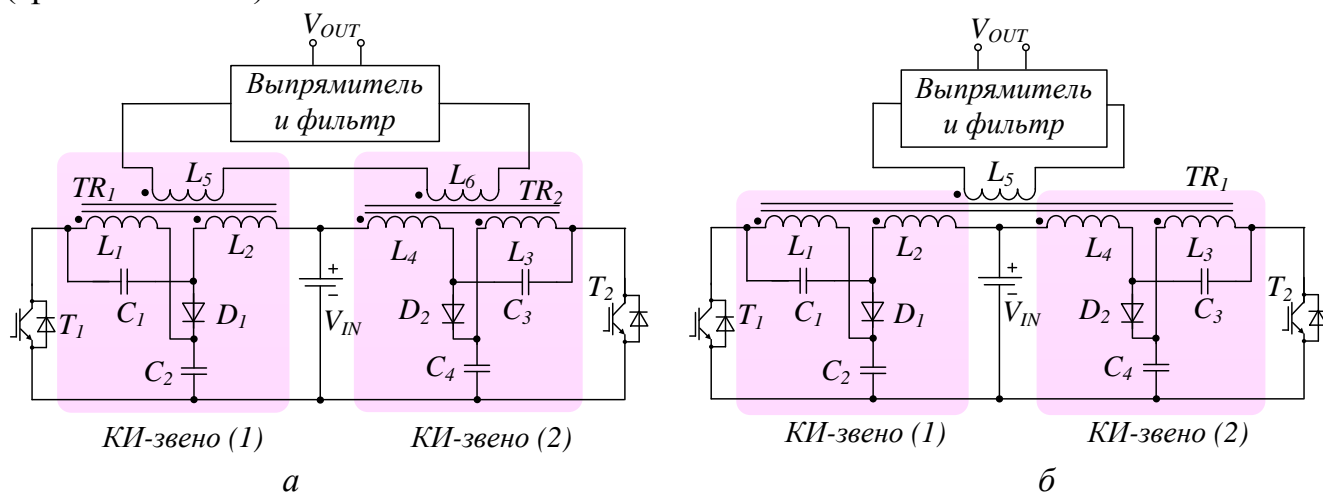 V_OUT
Выпрямитель
и фильтр
L_5
L_6
TR_1
TR_2
L_1
L_2
L_4
L_3
+
−
V_IN
C_1
D_1
D_2
C_3
T_1
T_2
C_2
C_4
КИ-звено (1)
КИ-звено (2)
а
V_OUT
Выпрямитель
и фильтр
L_5
TR_1
L_1
L_2
L_4
L_3
+
−
V_IN
C_1
D_1
D_2
C_3
T_1
T_2
C_2
C_4
КИ-звено (1)
КИ-звено (2)
б